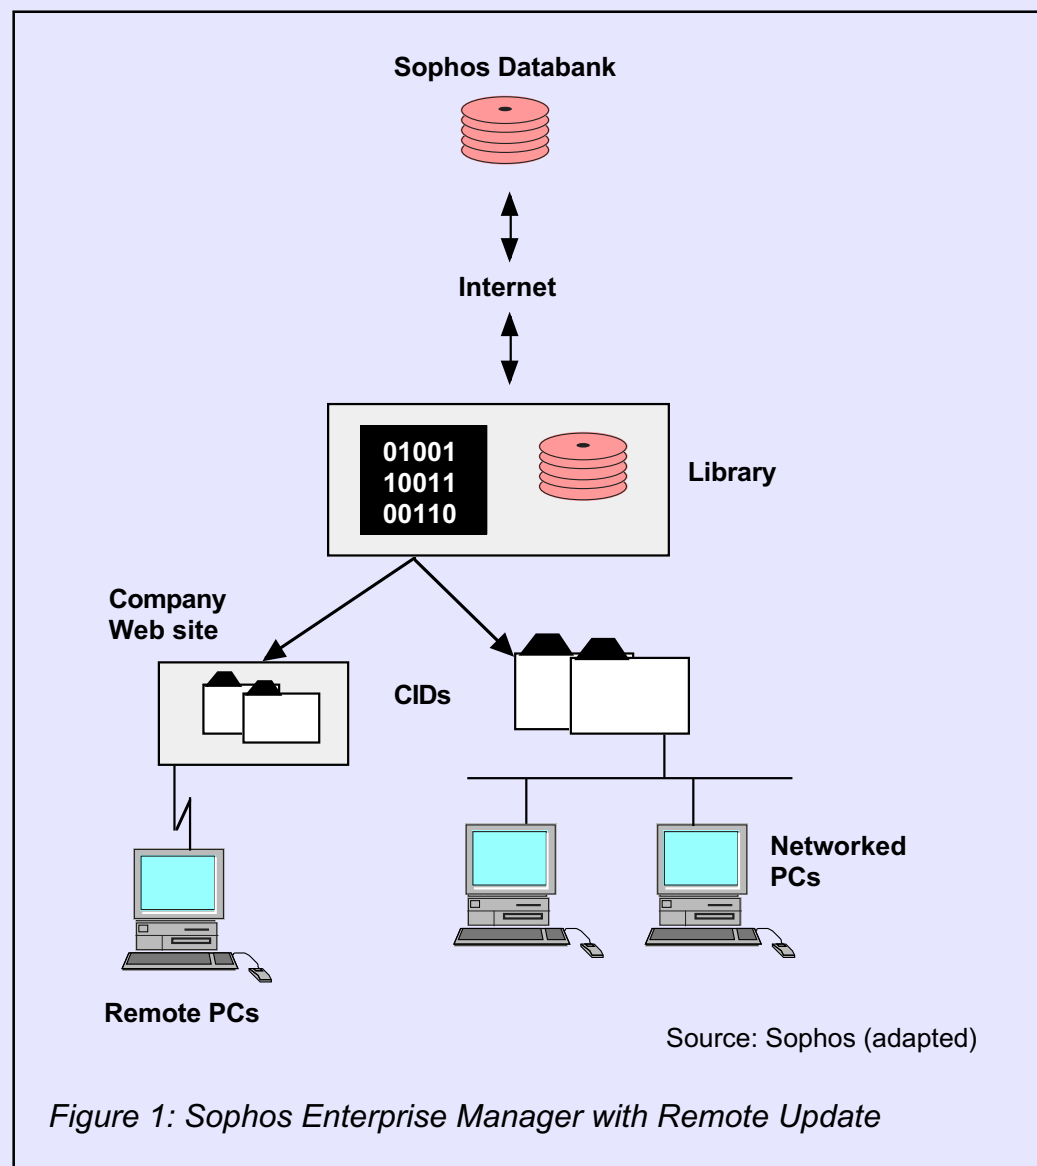 Sophos Databank
Internet
01001
10011
00110
Library
Company
Web site
CIDs
Networked
PCs
Remote PCs
Source: Sophos (adapted)
Figure 1: Sophos Enterprise Manager with Remote Update